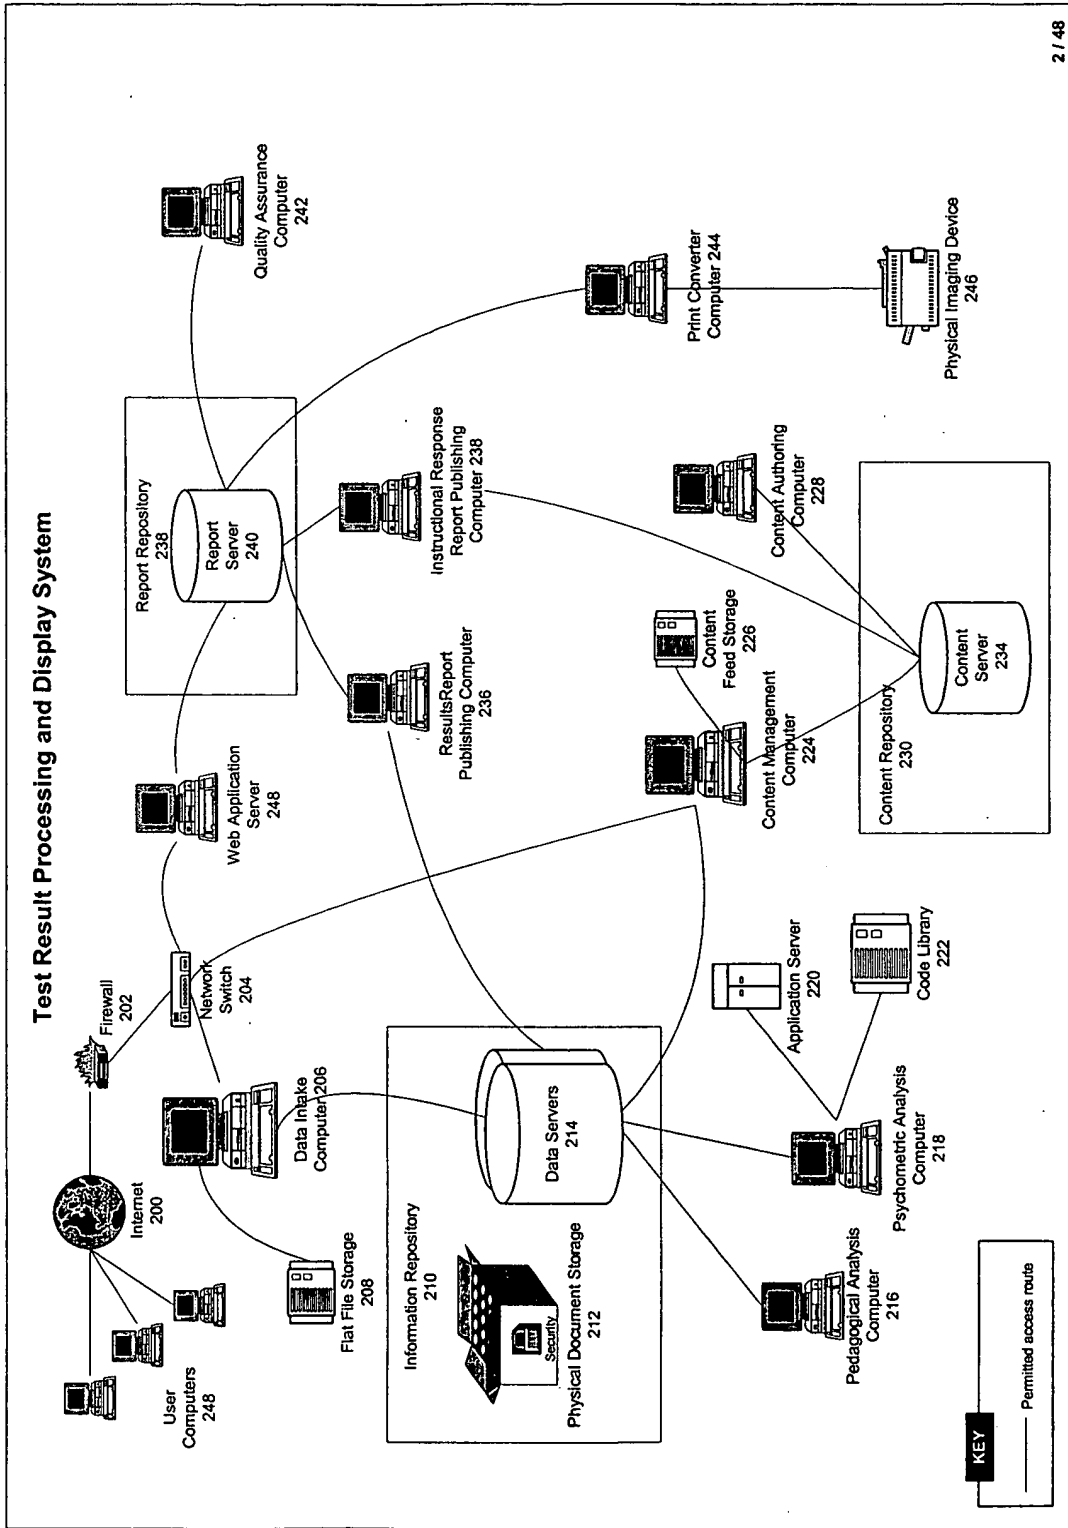 Test Result Processing and Display System
User
Computers
248
Internet
200
Firewall
202
Network
Switch
204
Web Application
Server
248
Report Repository
238
Report
Server
240
Quality Assurance
Computer
242
Flat File Storage
208
Data Intake
Computer 206
ResultsReport
Publishing Computer
236
Instructional Response
Report Publishing
Computer 238
Print Converter
Computer 244
Information Repository
210
Security
Physical Document Storage
212
Data Servers
214
Content
Feed Storage
226
Content Management
Computer
224
Content Authoring
Computer
228
Physical Imaging Device
246
Application Server
220
Code Library
222
Content Repository
230
Content
Server
234
Pedagogical Analysis
Computer
216
Psychometric Analysis
Computer
218
KEY
Permitted access route
2 / 48